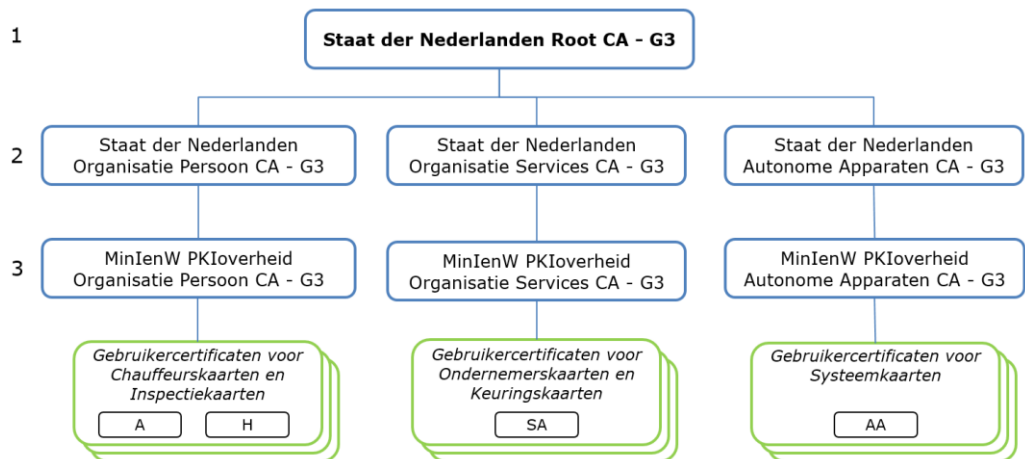 1
Staat der Nederlanden Root CA - G3
2
Staat der Nederlanden
Organisatie Persoon CA - G3
Staat der Nederlanden
Organisatie Services CA - G3
Staat der Nederlanden
Autonome Apparaten CA - G3
3
MinIenW PKIoverheid
Organisatie Persoon CA - G3
MinIenW PKIoverheid
Organisatie Services CA - G3
MinIenW PKIoverheid
Autonome Apparaten CA - G3
Gebruikercertificaten voor
Chauffeurskaarten en
Inspectiekaarten
A
H
Gebruikercertificaten voor
Ondernemerskaarten en
Keuringskaarten
SA
Gebruikercertificaten voor
Systeemkaarten
AA